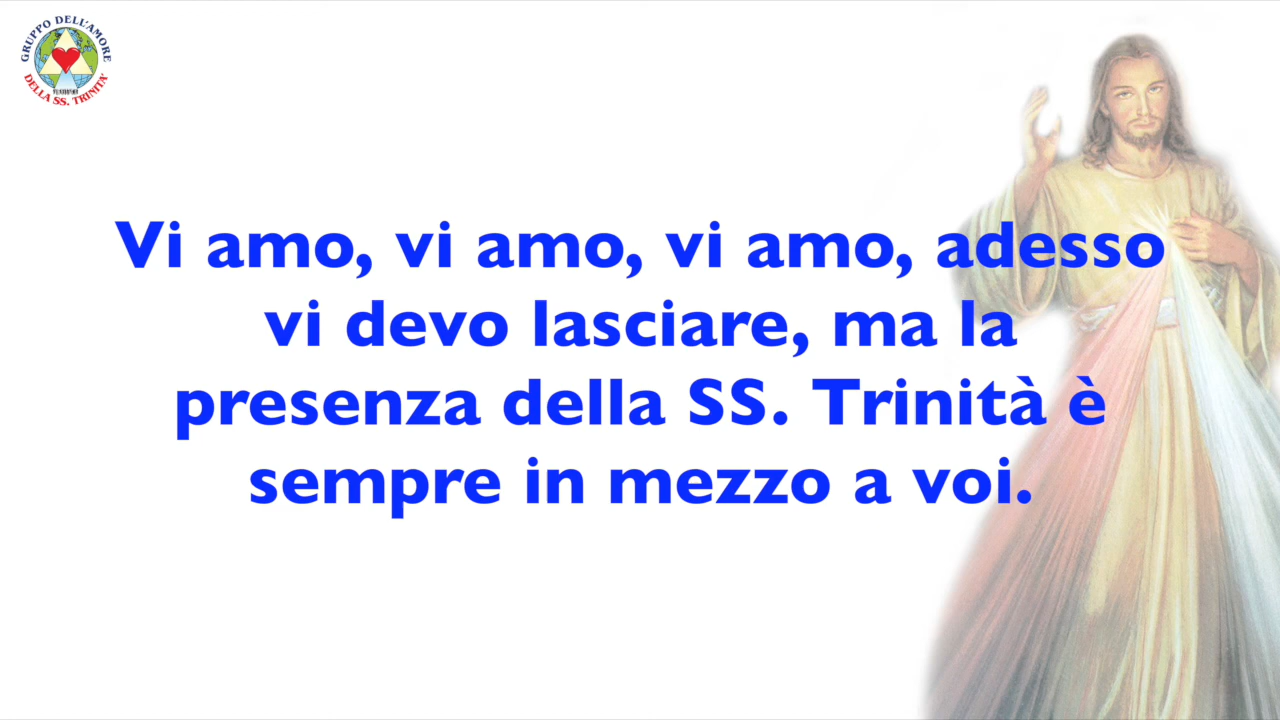 GRUPPO DELL'AMORE
DELLA SS. TRINITÀ
Vi amo, vi amo, vi amo, adesso
vi devo lasciare, ma la
presenza della SS. Trinità è
sempre in mezzo a voi.